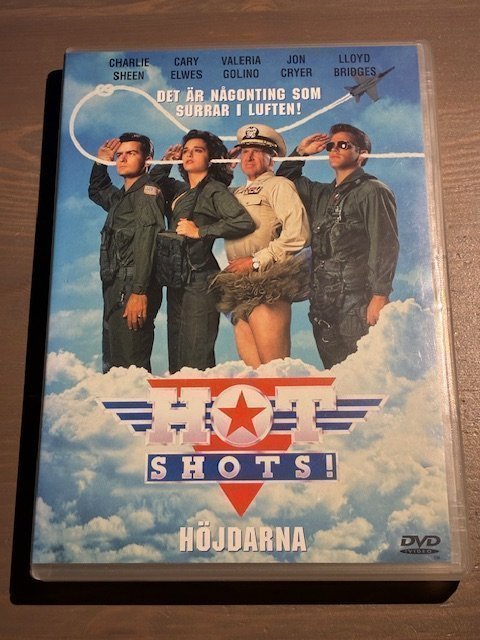 CHARLIE SHEEN
CARY ELWES
VALERIA GOLINO
JON CRYER
LLOYD BRIDGES
DET ÄR NÅGONTING SOM
SURRAR I LUFTEN!
HOT
SHOTS!
HÖJDARNA
DVD
VIDEO